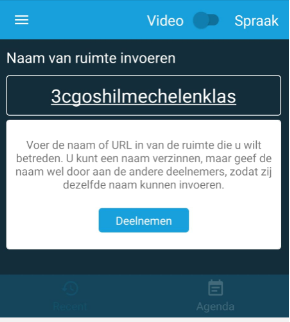 Video Spraak
Naam van ruimte invoeren
3cgoshilmechelenklas
Voer de naam of URL in van de ruimte die u wilt
betreden. U kunt een naam verzinnen, maar geef de
naam wel door aan de andere deelnemers, zodat zij
dezelfde naam kunnen invoeren.
Deelnemen
Agenda